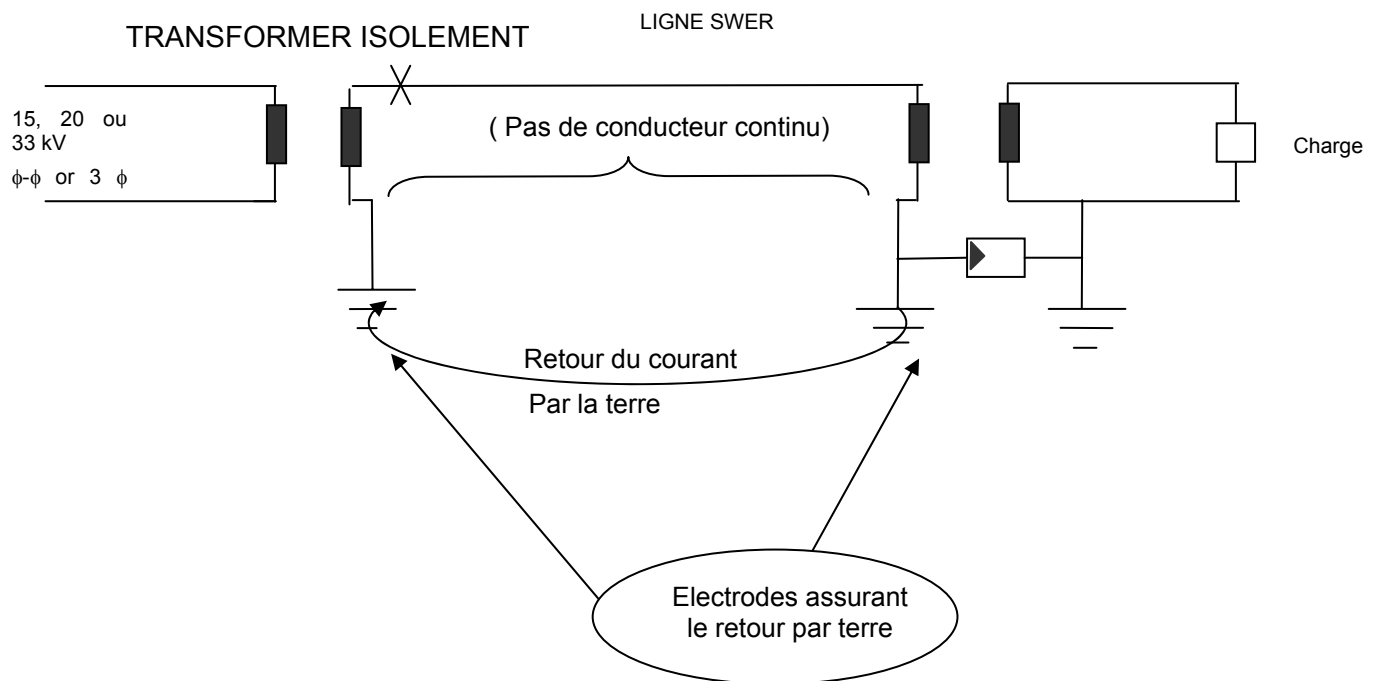 LIGNE SWER
TRANSFORMER ISOLEMENT
15, 20 ou
33 kV
ϕ-ϕ or 3 ϕ
( Pas de conducteur continu)
Charge
Retour du courant
Par la terre
Electrodes assurant
le retour par terre